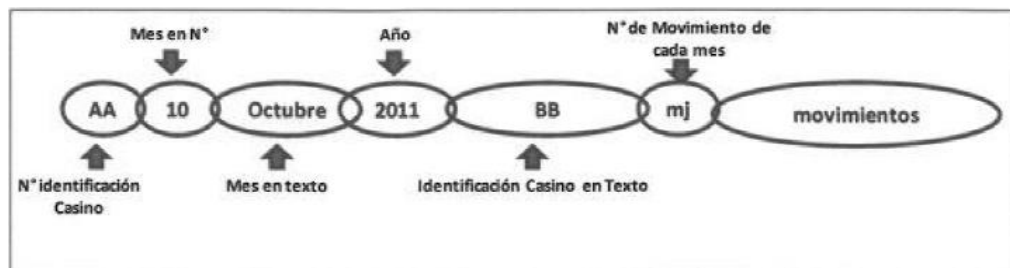 Mes en N°
Año
N° de Movimiento de
cada mes
AA 10 Octubre 2011 BB mj movimientos
N° identificación
Casino
Mes en texto
Identificación Casino en Texto